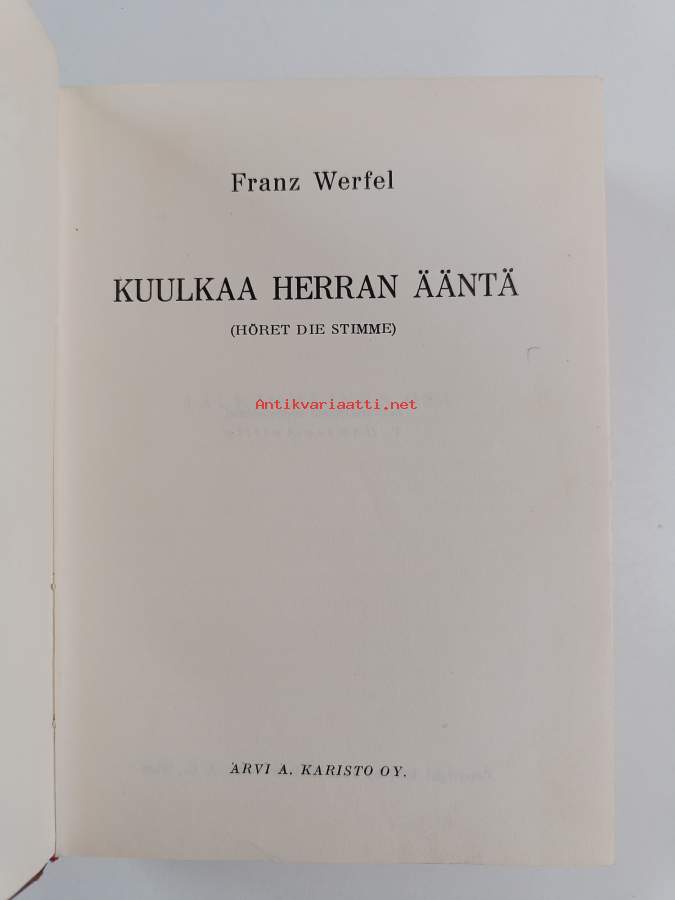 Franz Werfel
KUULKAA HERRAN ÄÄNTÄ
(HÖRET DIE STIMME)
Antikvariaatti.net
ARVI A. KARISTO OY.